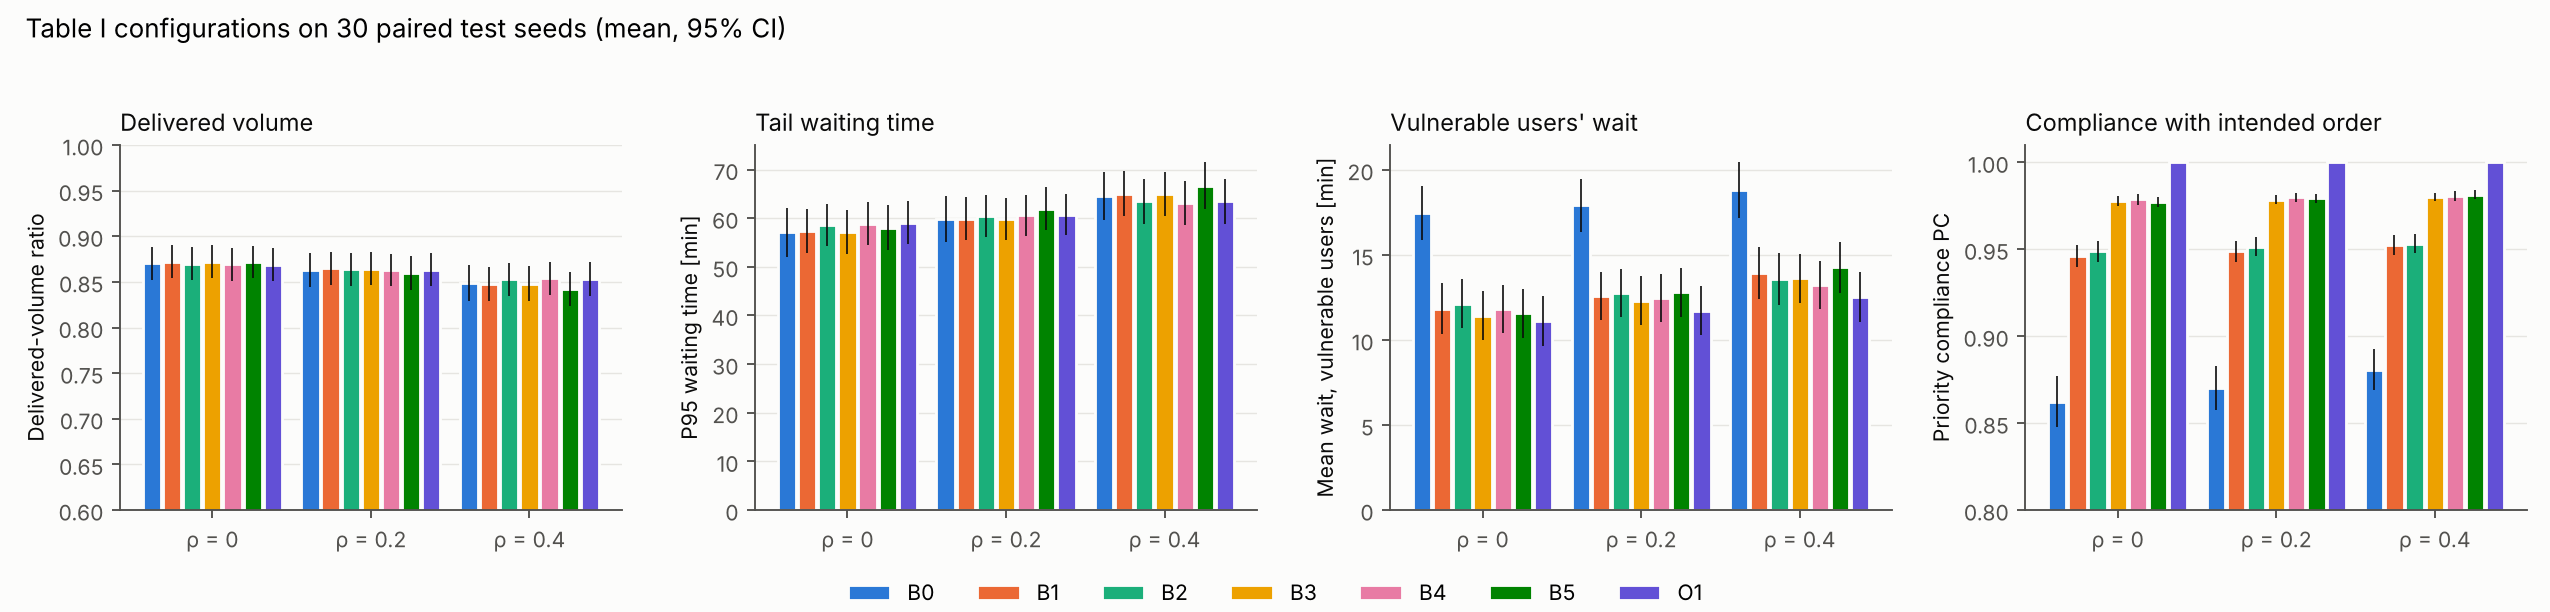 Table I configurations on 30 paired test seeds (mean, 95% CI)
Delivered volume
Delivered-volume ratio
1.00
0.95
0.90
0.85
0.80
0.75
0.70
0.65
0.60
ρ = 0
ρ = 0.2
ρ = 0.4
Tail waiting time
P95 waiting time [min]
70
60
50
40
30
20
10
0
ρ = 0
ρ = 0.2
ρ = 0.4
Vulnerable users' wait
Mean wait, vulnerable users [min]
20
15
10
5
0
ρ = 0
ρ = 0.2
ρ = 0.4
Compliance with intended order
Priority compliance PC
1.00
0.95
0.90
0.85
0.80
ρ = 0
ρ = 0.2
ρ = 0.4
B0
B1
B2
B3
B4
B5
O1